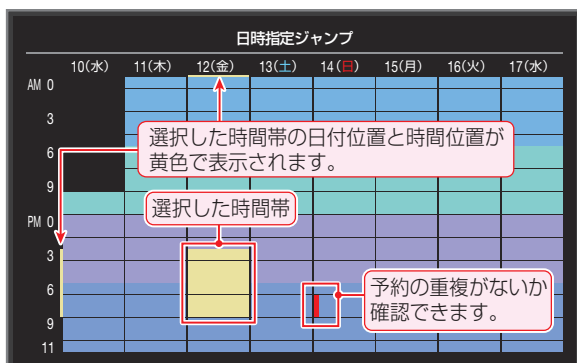 日時指定ジャンプ
10(水) 11(木) 12(金) 13(土) 14(日) 15(月) 16(火) 17(水)
AM 0
3
選択した時間帯の日付位置と時間位置が
黄色で表示されます。
6
9
選択した時間帯
PM 0
3
6
予約の重複がないか
確認できます。
9
11